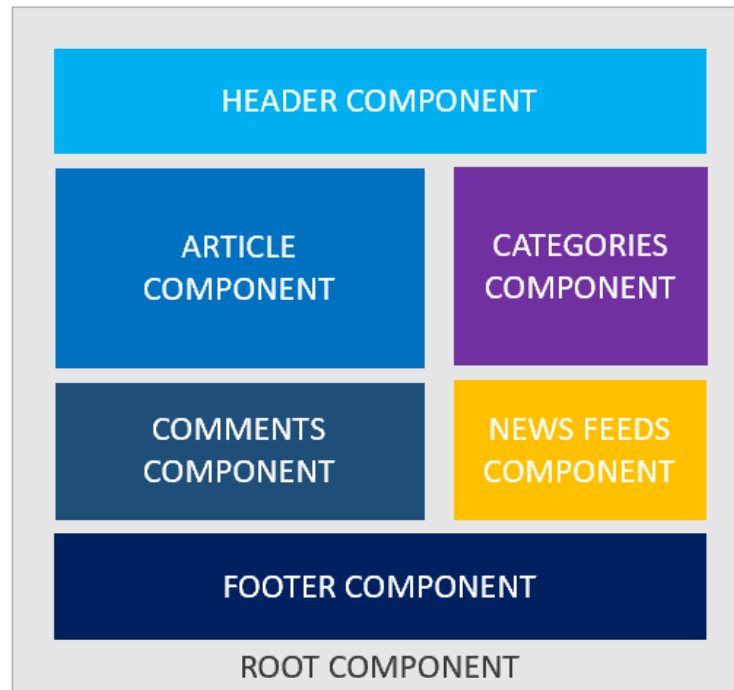 HEADER COMPONENT
ARTICLE
COMPONENT
CATEGORIES
COMPONENT
COMMENTS
COMPONENT
NEWS FEEDS
COMPONENT
FOOTER COMPONENT
ROOT COMPONENT